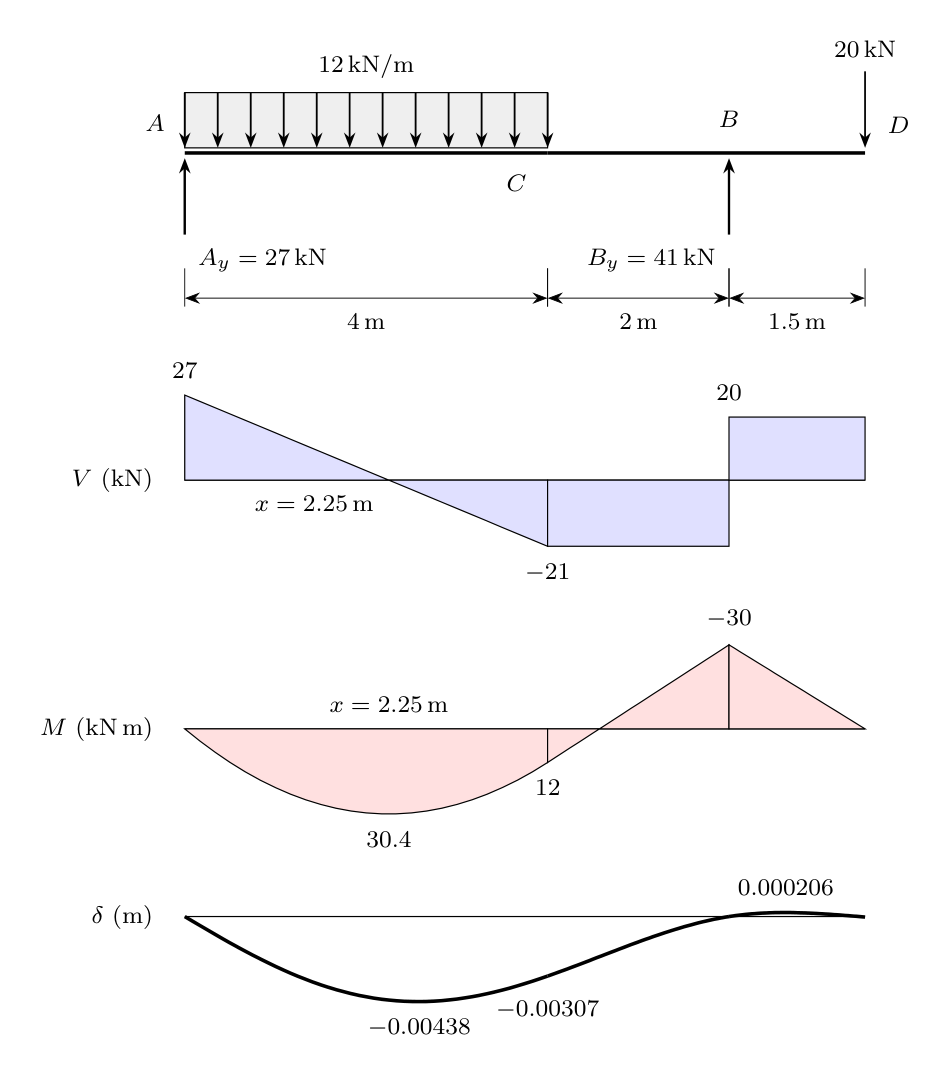 20 kN
12 kN/m
A
B
D
C
A_y = 27 kN
B_y = 41 kN
4 m
2 m
1.5 m
27
20
V (kN)
x = 2.25 m
−21
−30
x = 2.25 m
M (kN m)
12
30.4
0.000206
δ (m)
−0.00307
−0.00438